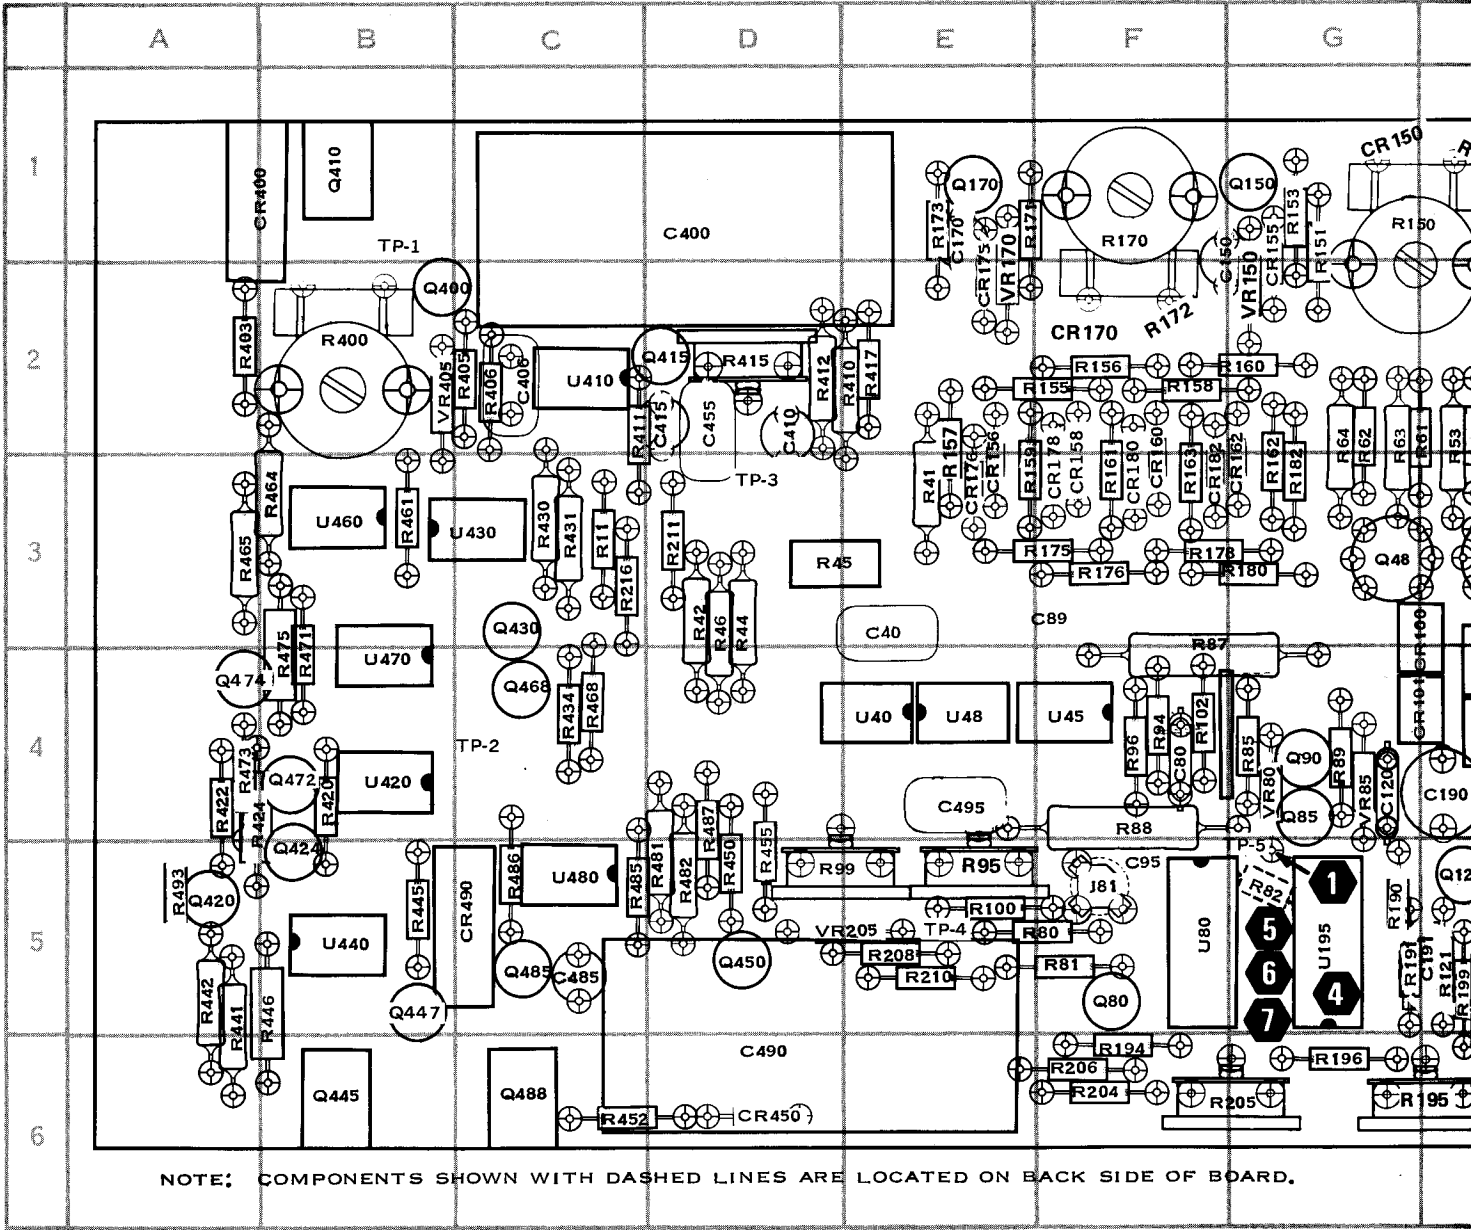 A B C D E F G
1
CR400
Q410
C400
TP-1
Q170
R173
C170
CR175
VR170
R171
R170
Q150
C150
VR150
CR155
R153
R151
CR150
R
R150
2
R403
R400
Q400
VR405
R405
R406
C406
U410
Q415
R415
R412
R410
R417
R411
C415
C455
C410
CR170
R172
R156
R160
R155
R158
R157
R41
CR176
CR156
R159
CR178
CR158
R161
CR180
CR160
R163
CR182
CR162
R162
R182
R64
R62
R63
R61
R53
TP-3
3
R464
R465
U460
R461
U430
R430
R431
R11
R216
R211
R42
R46
R44
R45
R175
R176
R178
R180
Q48
C89
C40
R475
R471
U470
Q430
Q468
R434
R468
R87
CR100
CR101
4
Q474
R473
R422
R424
Q472
R420
U420
TP-2
U40
U48
U45
R96
R94
C80
R102
R85
VR80
Q90
Q85
R89
VR85
C120
C190
C495
R88
Q424
R481
R482
R487
R450
R455
5
R493
Q420
R445
CR490
R486
U480
R485
R99
R95
C95
J81
R100
R80
P-5
R82
1
5
6
7
4
U80
U195
R190
Q12
R191
C191
R121
R199
U440
R442
R441
R446
Q447
Q485
C485
Q450
VR205
TP-4
R208
R210
R81
Q80
6
Q445
Q488
C490
R452
CR450
R194
R206
R204
R205
R196
R195
NOTE: COMPONENTS SHOWN WITH DASHED LINES ARE LOCATED ON BACK SIDE OF BOARD.